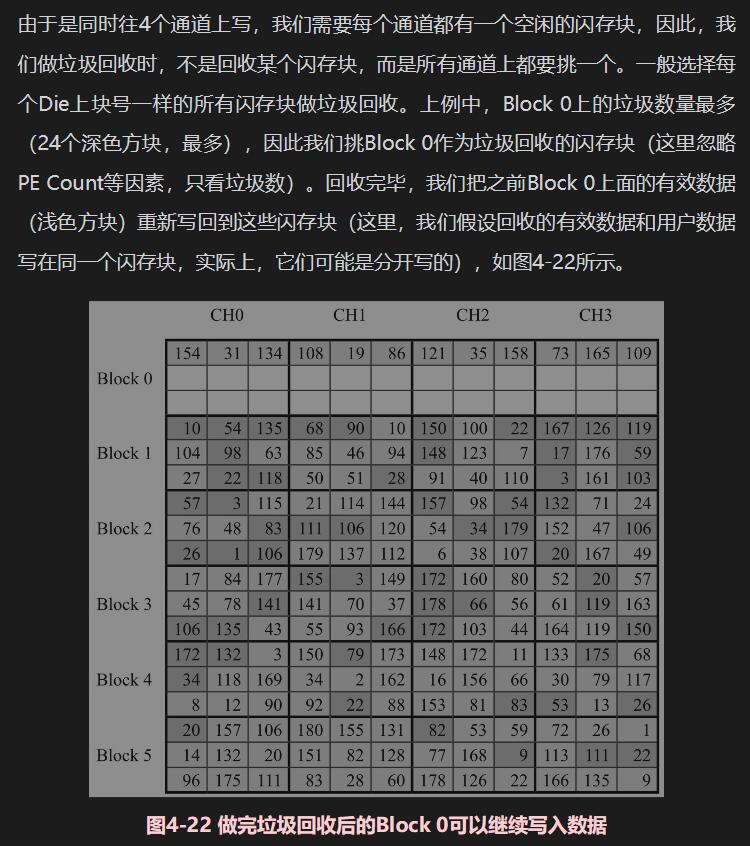 由于是同时往4个通道上写，我们需要每个通道都有一个空闲的闪存块，因此，我
们做垃圾回收时，不是回收某个闪存块，而是所有通道上都要挑一个。一般选择每
个Die上块号一样的所有闪存块做垃圾回收。上例中，Block 0上的垃圾数量最多
（24个深色方块，最多），因此我们挑Block 0作为垃圾回收的闪存块（这里忽略
PE Count等因素，只看垃圾数）。回收完毕，我们把之前Block 0上面的有效数据
（浅色方块）重新写回到这些闪存块（这里，我们假设回收的有效数据和用户数据
写在同一个闪存块，实际上，它们可能是分开写的），如图4-22所示。
CH0 CH1 CH2 CH3
154 31 134 108 19 86 121 35 158 73 165 109
Block 0
10 54 135 68 90 10 150 100 22 167 126 119
Block 1 104 98 63 85 46 94 148 123 7 17 176 59
27 22 118 50 51 28 91 40 110 3 161 103
57 3 115 21 114 144 157 98 54 132 71 24
Block 2 76 48 83 111 106 120 54 34 179 152 47 106
26 1 106 179 137 112 6 38 107 20 167 49
17 84 177 155 3 149 172 160 80 52 20 57
Block 3 45 78 141 141 70 37 178 66 56 61 119 163
106 135 43 55 93 166 172 103 44 164 119 150
172 132 3 150 79 173 148 172 11 133 175 68
Block 4 34 118 169 34 2 162 16 156 66 30 79 117
8 12 90 92 22 88 153 81 83 53 13 26
20 157 106 180 155 131 82 53 59 72 26 1
Block 5 14 132 20 151 82 128 77 168 9 113 111 22
96 175 111 83 28 60 178 126 22 166 135 9
图4-22 做完垃圾回收后的Block 0可以继续写入数据